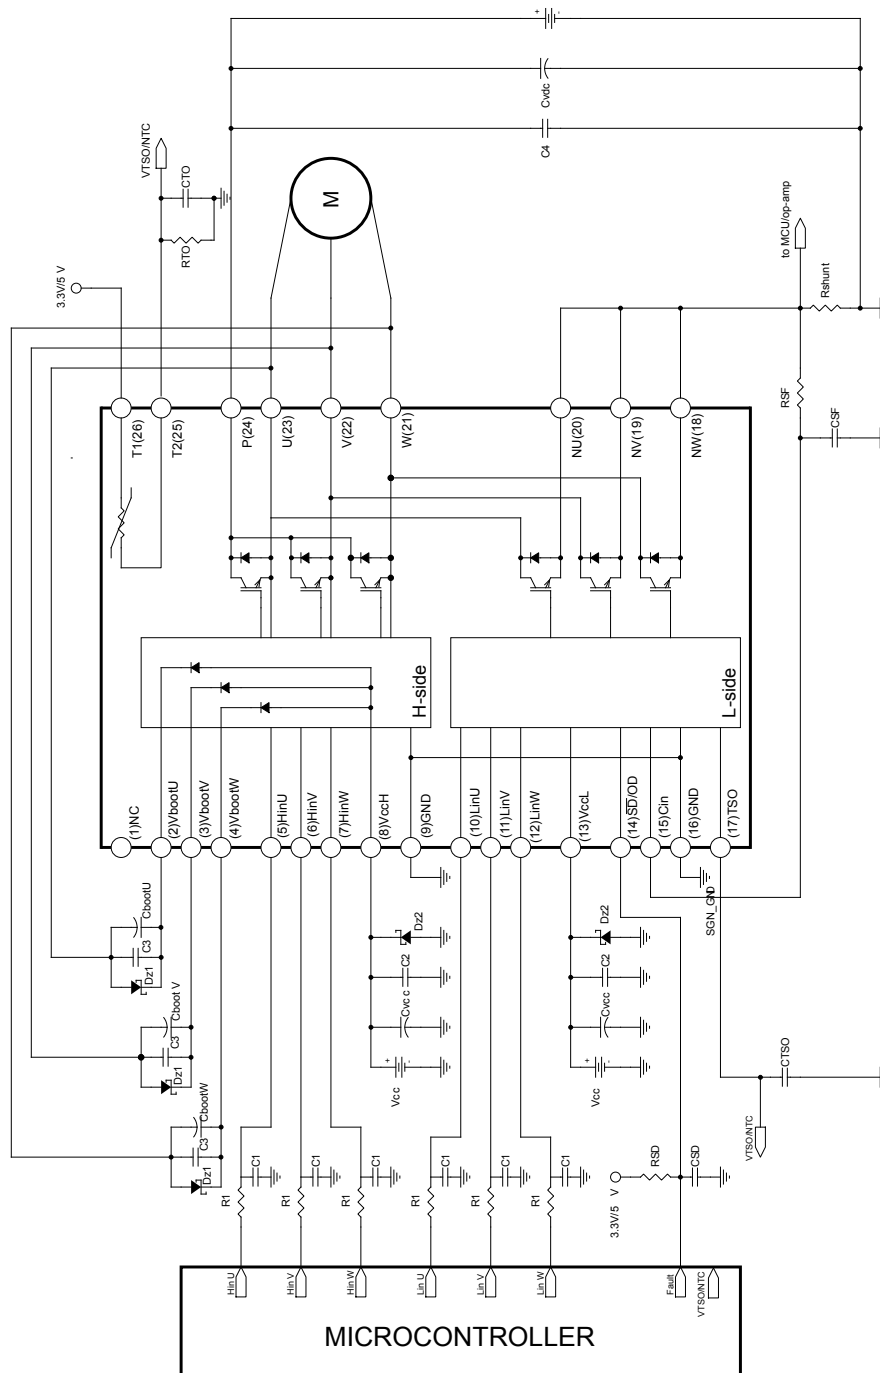 + -
Cvdc
C4
VTSO/NTC
CTO
RTO
M
3.3V/5 V
to MCU/op-amp
Rshunt
RSF
CSF
T1(26)
T2(25)
P(24)
U(23)
V(22)
W(21)
NU(20)
NV(19)
NW(18)
H-side
L-side
(1)NC
(2)VbootU
(3)VbootV
(4)VbootW
(5)HinU
(6)HinV
(7)HinW
(8)VccH
(9)GND
(10)LinU
(11)LinV
(12)LinW
(13)VccL
(14)SD/OD
(15)Cin
(16)GND
(17)TSO
SGN_GND
CbootU
C3
Dz1
Cboot V
C3
Dz1
CbootW
C3
Dz1
Dz2
C2
Cvc c
+ -
Vcc
Dz2
C2
Cvcc
+ -
Vcc
CTSO
VTSO/NTC
R1
C1
R1
C1
R1
C1
R1
C1
R1
C1
R1
C1
3.3V/5 V
RSD
CSD
Hin U
Hin V
Hin W
Lin U
Lin V
Lin W
Fault
VTSO/NTC
MICROCONTROLLER